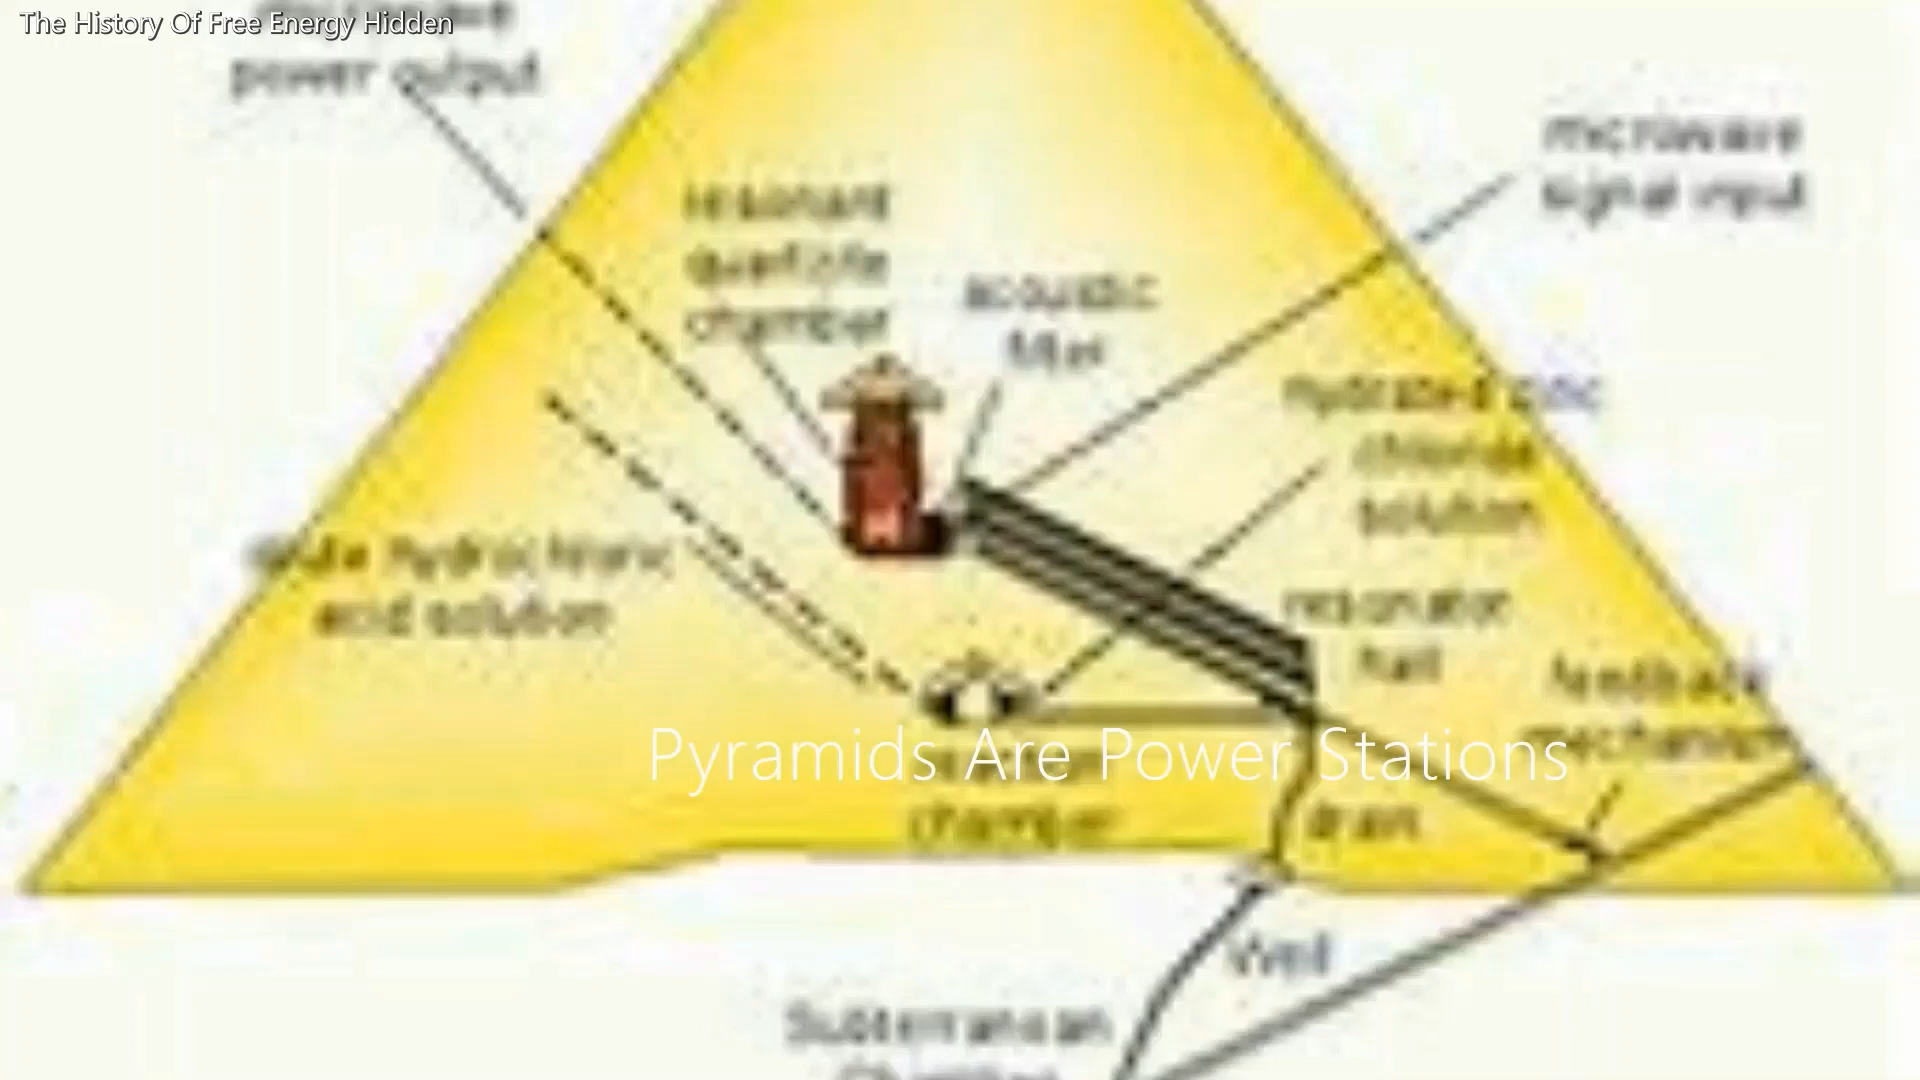 The History Of Free Energy Hidden
power output
microwave
signal input
resonant
quartzite
chamber
acoustic
filter
hydrated zinc
chloride
solution
hydrochloric
acid solution
resonator
hall
feedback
Pyramids Are Power Stations
mechanism
chamber
drain
Well
Subterranean